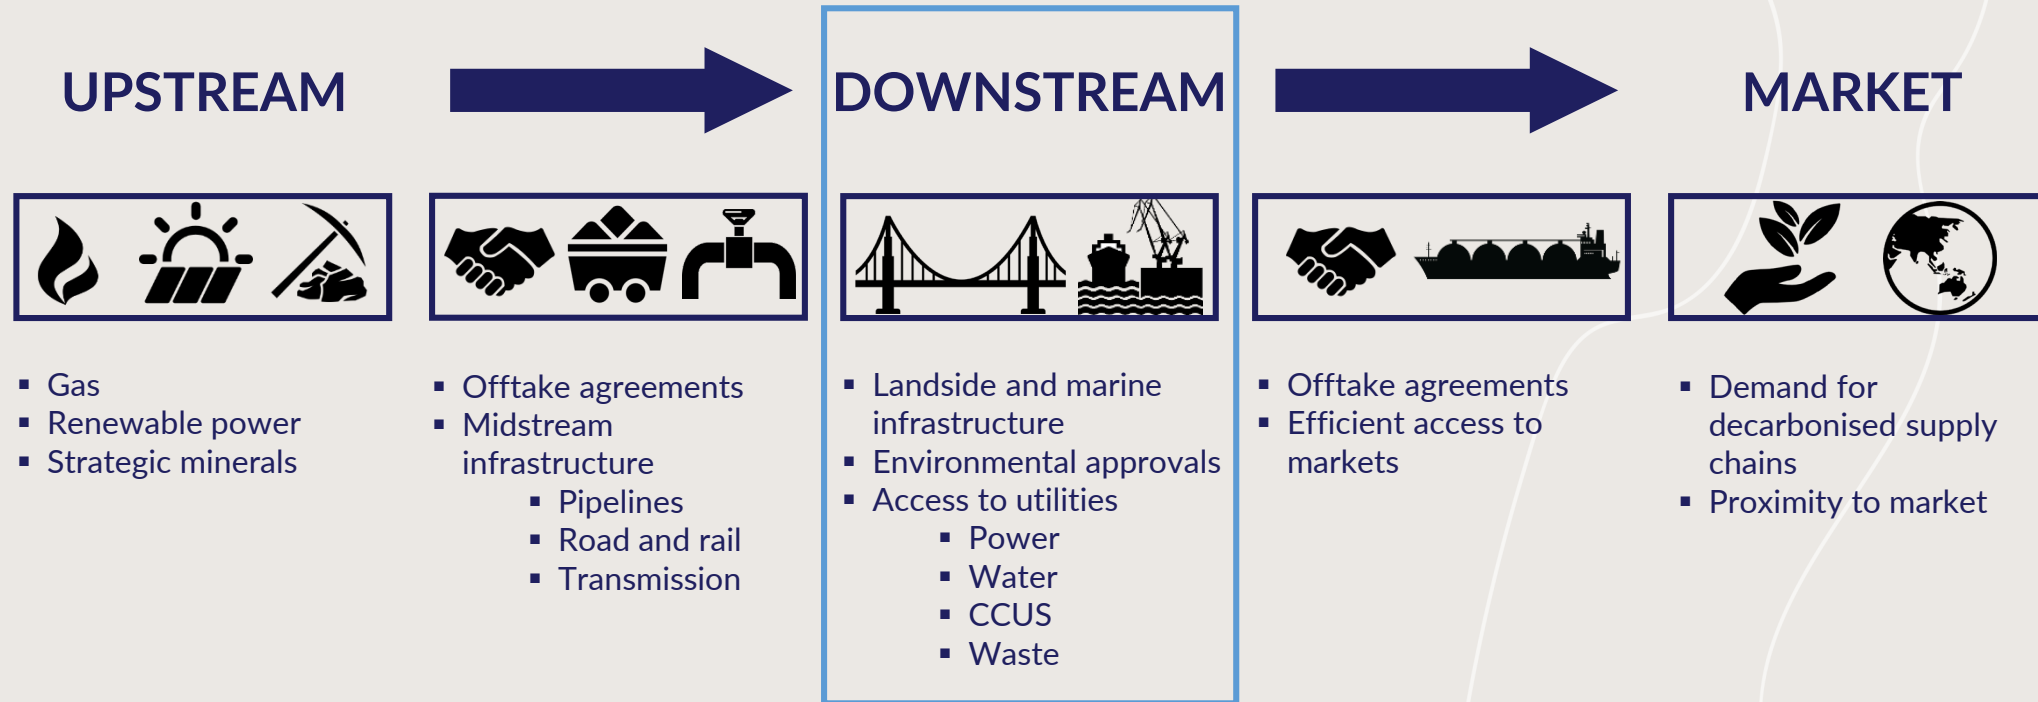 UPSTREAM
DOWNSTREAM
MARKET
▪ Gas
▪ Renewable power
▪ Strategic minerals
▪ Offtake agreements
▪ Midstream
infrastructure
▪ Pipelines
▪ Road and rail
▪ Transmission
▪ Landside and marine
infrastructure
▪ Environmental approvals
▪ Access to utilities
▪ Power
▪ Water
▪ CCUS
▪ Waste
▪ Offtake agreements
▪ Efficient access to
markets
▪ Demand for
decarbonised supply
chains
▪ Proximity to market